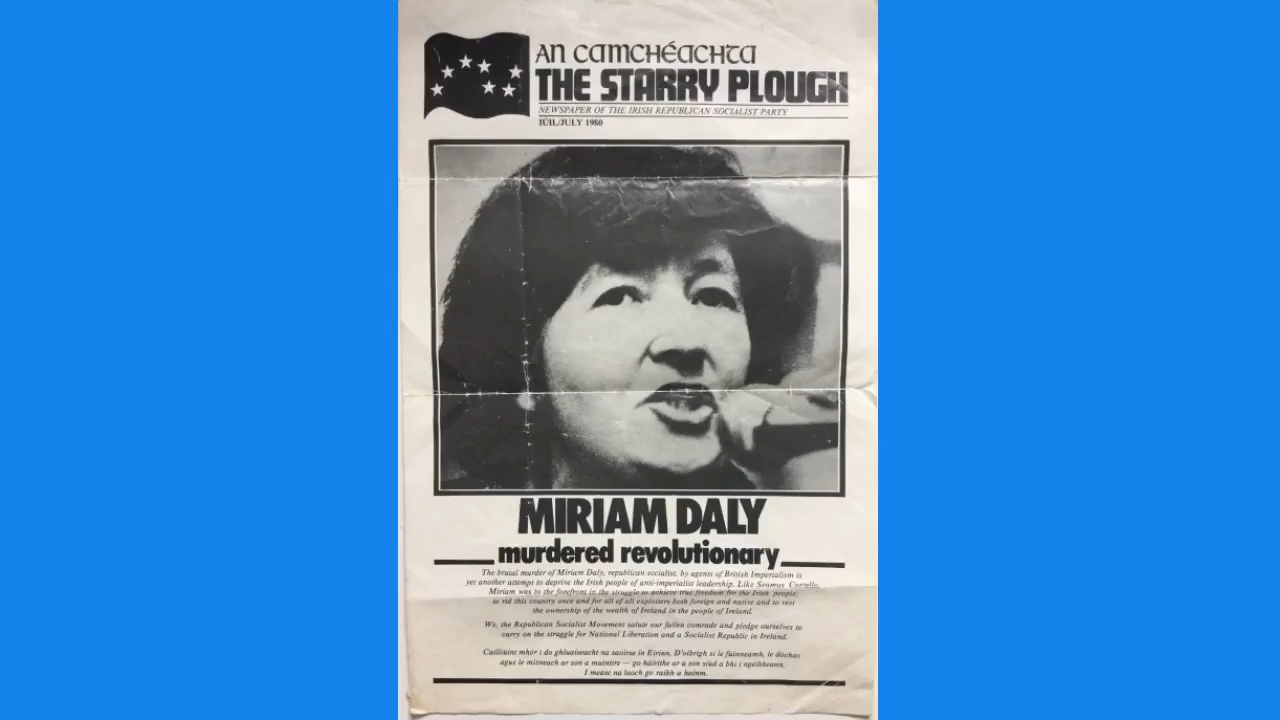 An Camchéachta
THE STARRY PLOUGH
NEWSPAPER OF THE IRISH REPUBLICAN SOCIALIST PARTY
IÚIL/JULY 1980
MIRIAM DALY
murdered revolutionary
The brutal murder of Miriam Daly, republican socialist, by agents of British Imperialism is
yet another attempt to deprive the Irish people of anti-imperialist leadership. Like Seamus Costello,
Miriam was to the forefront in the struggle to achieve true freedom for the Irish people;
to rid this country once and for all of all exploiters both foreign and native and to vest
the ownership of the wealth of Ireland in the people of Ireland.
We, the Republican Socialist Movement salute our fallen comrade and pledge ourselves to
carry on the struggle for National Liberation and a Socialist Republic in Ireland.
Cailliúint mhór i do ghluaiseacht na saoirse in Eirinn. D'oibrigh si le fuinneamh, le dúchas
agus le misneach ar son a muintire — go háirithe ar a son siúd a bhí i ngéibheann.
I measc na laoch go raibh a hainm.